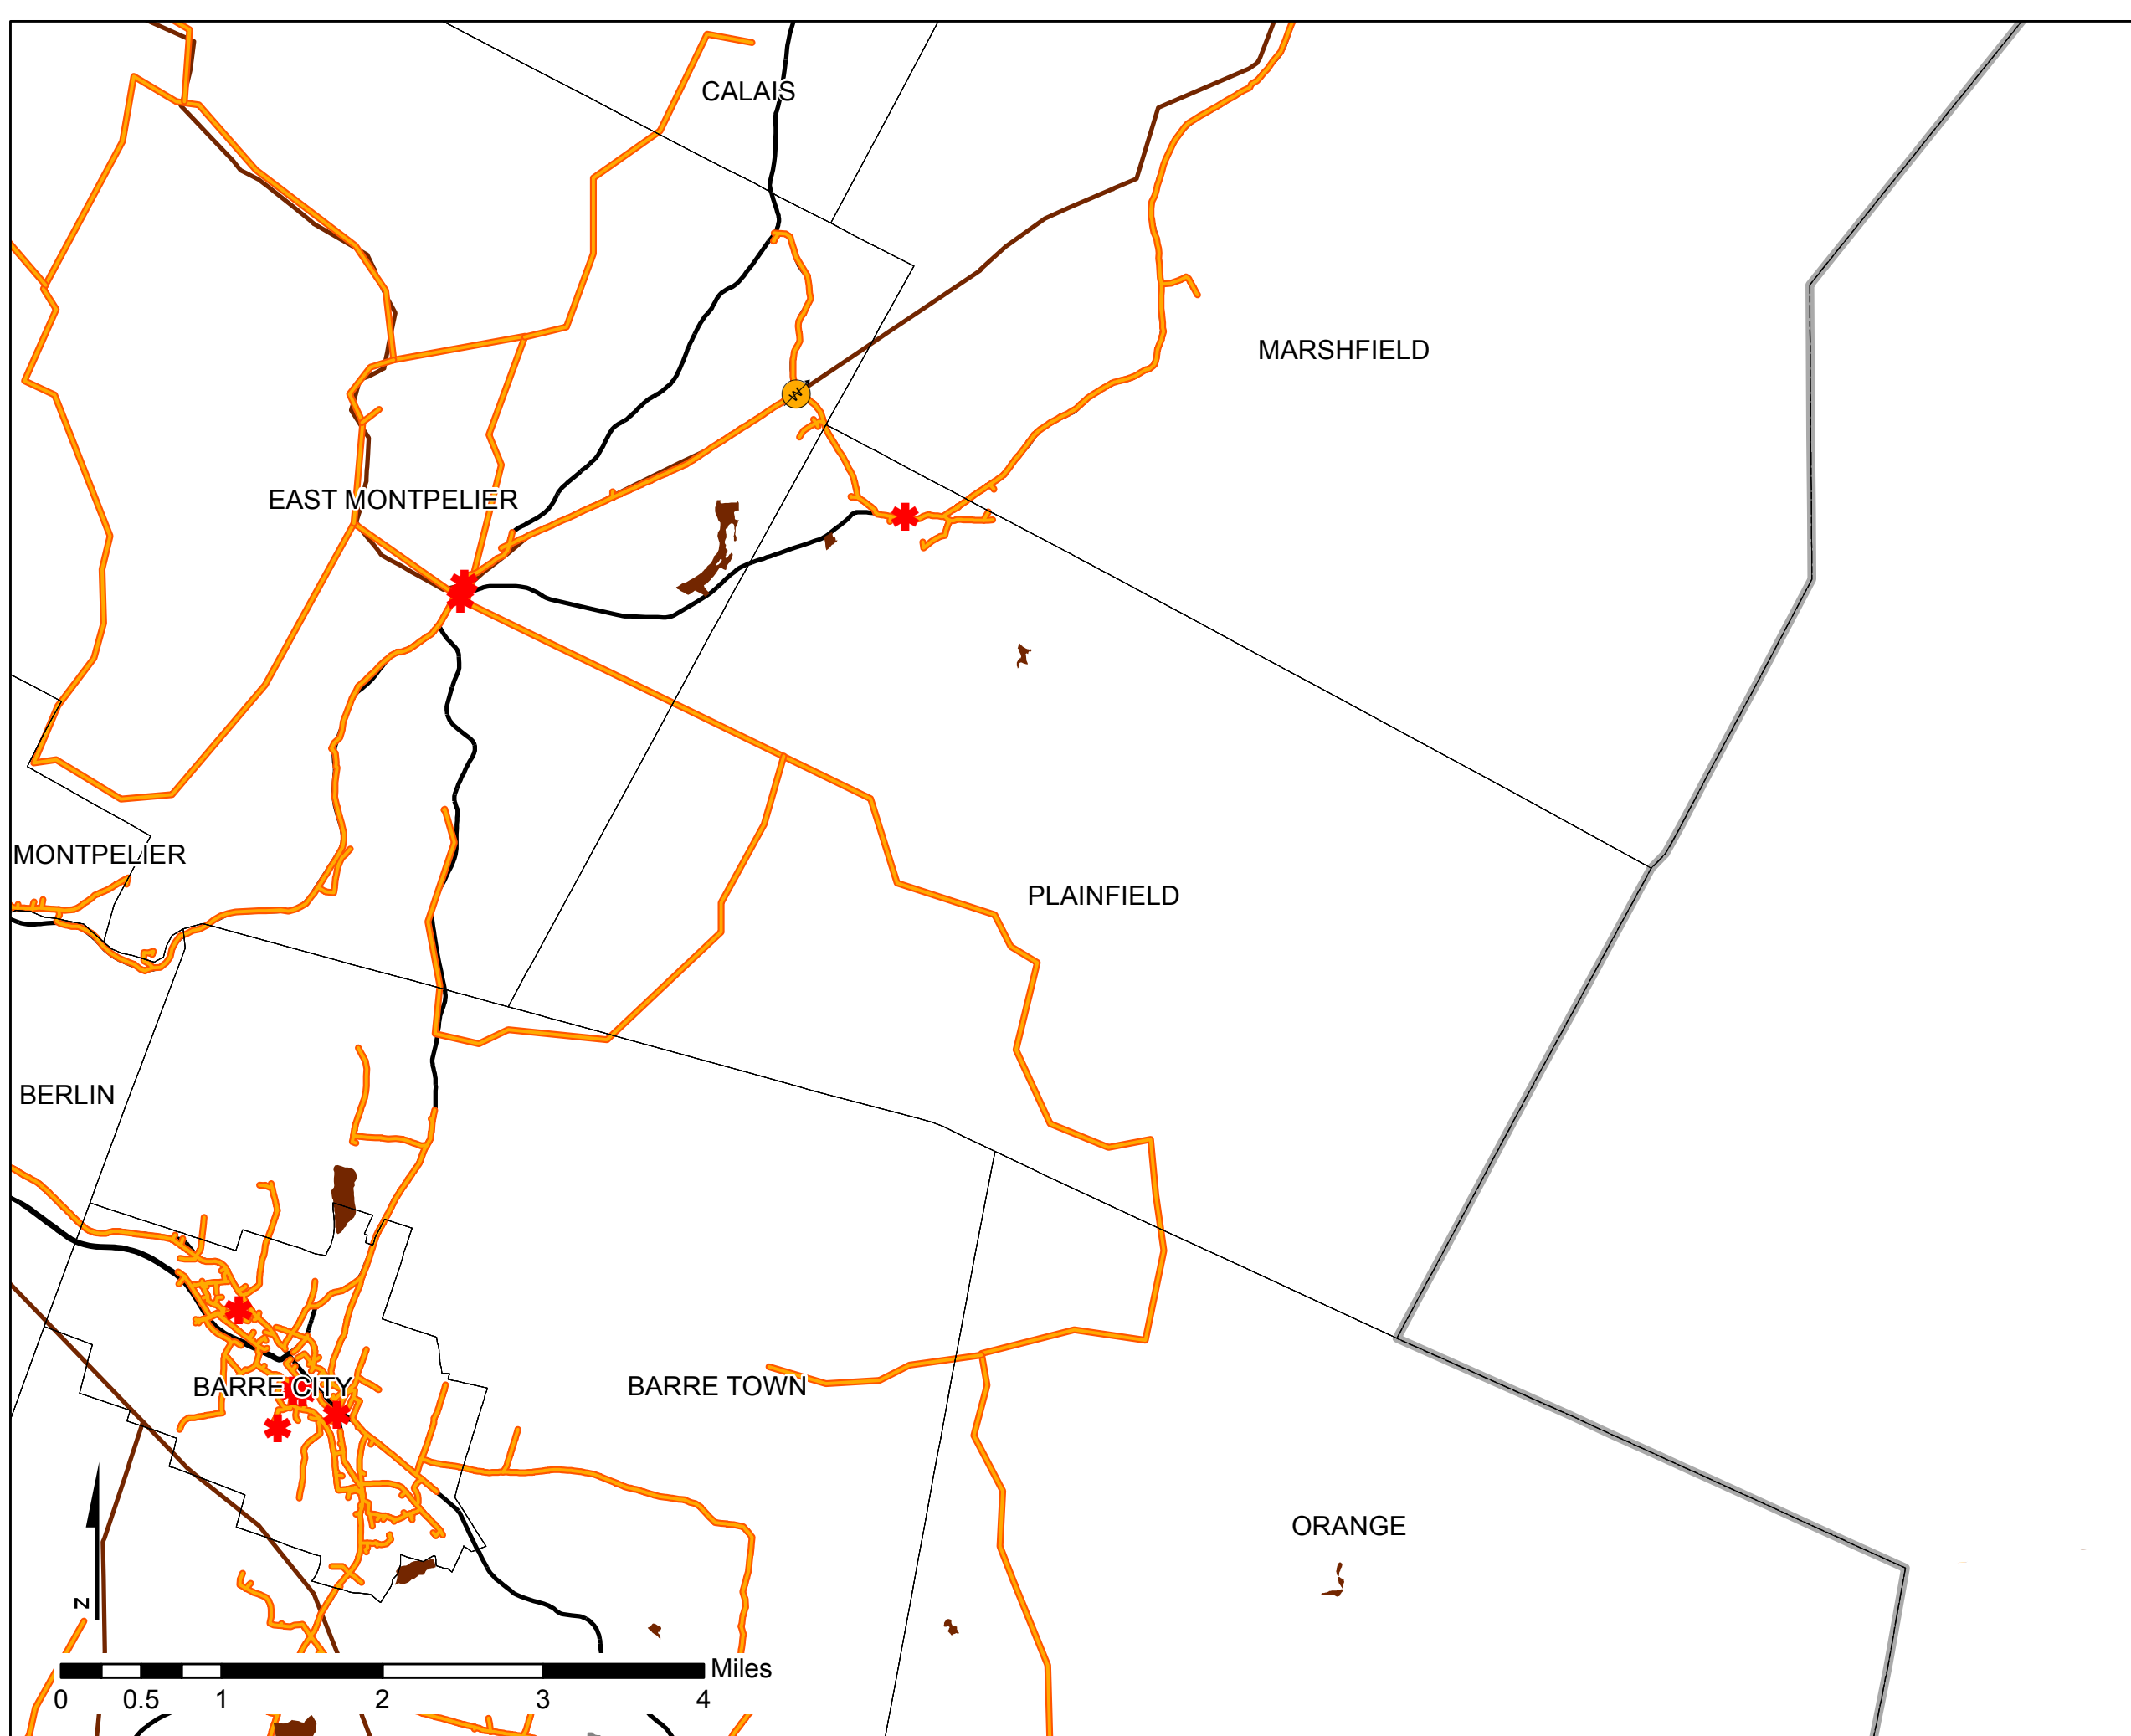 CALAIS
MARSHFIELD
W
EAST MONTPELIER
MONTPELIER
PLAINFIELD
BERLIN
BARRE CITY
BARRE TOWN
ORANGE
N
Miles
0 0.5 1 2 3 4